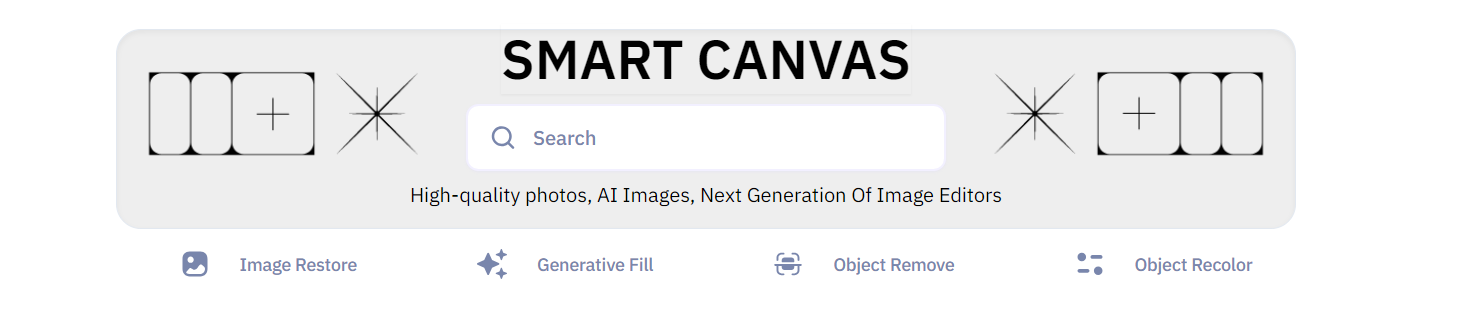 SMART CANVAS
Search
High-quality photos, AI Images, Next Generation Of Image Editors
Image Restore
Generative Fill
Object Remove
Object Recolor